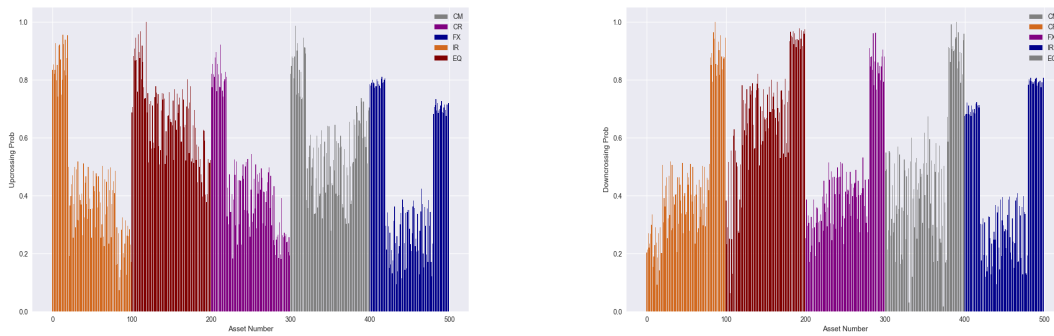 CM
CR
FX
IR
EQ
1.0
0.8
0.6
0.4
0.2
0.0
Upcrossing Prob
0 100 200 300 400 500
Asset Number
CM
CR
FX
IR
EQ
1.0
0.8
0.6
0.4
0.2
0.0
Downcrossing Prob
0 100 200 300 400 500
Asset Number